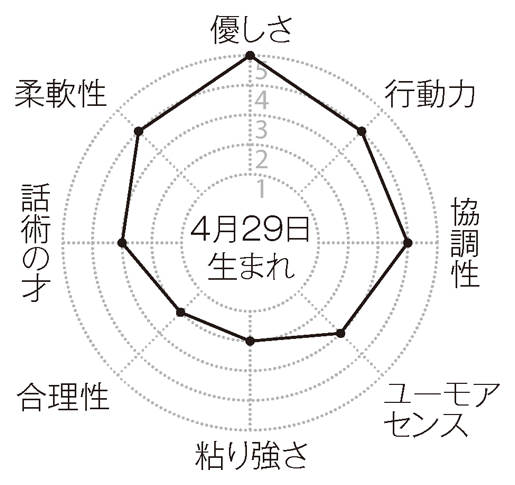 優しさ
柔軟性
行動力
5
4
3
2
1
話術の才
4月29日
生まれ
協調性
合理性
ユーモア
センス
粘り強さ